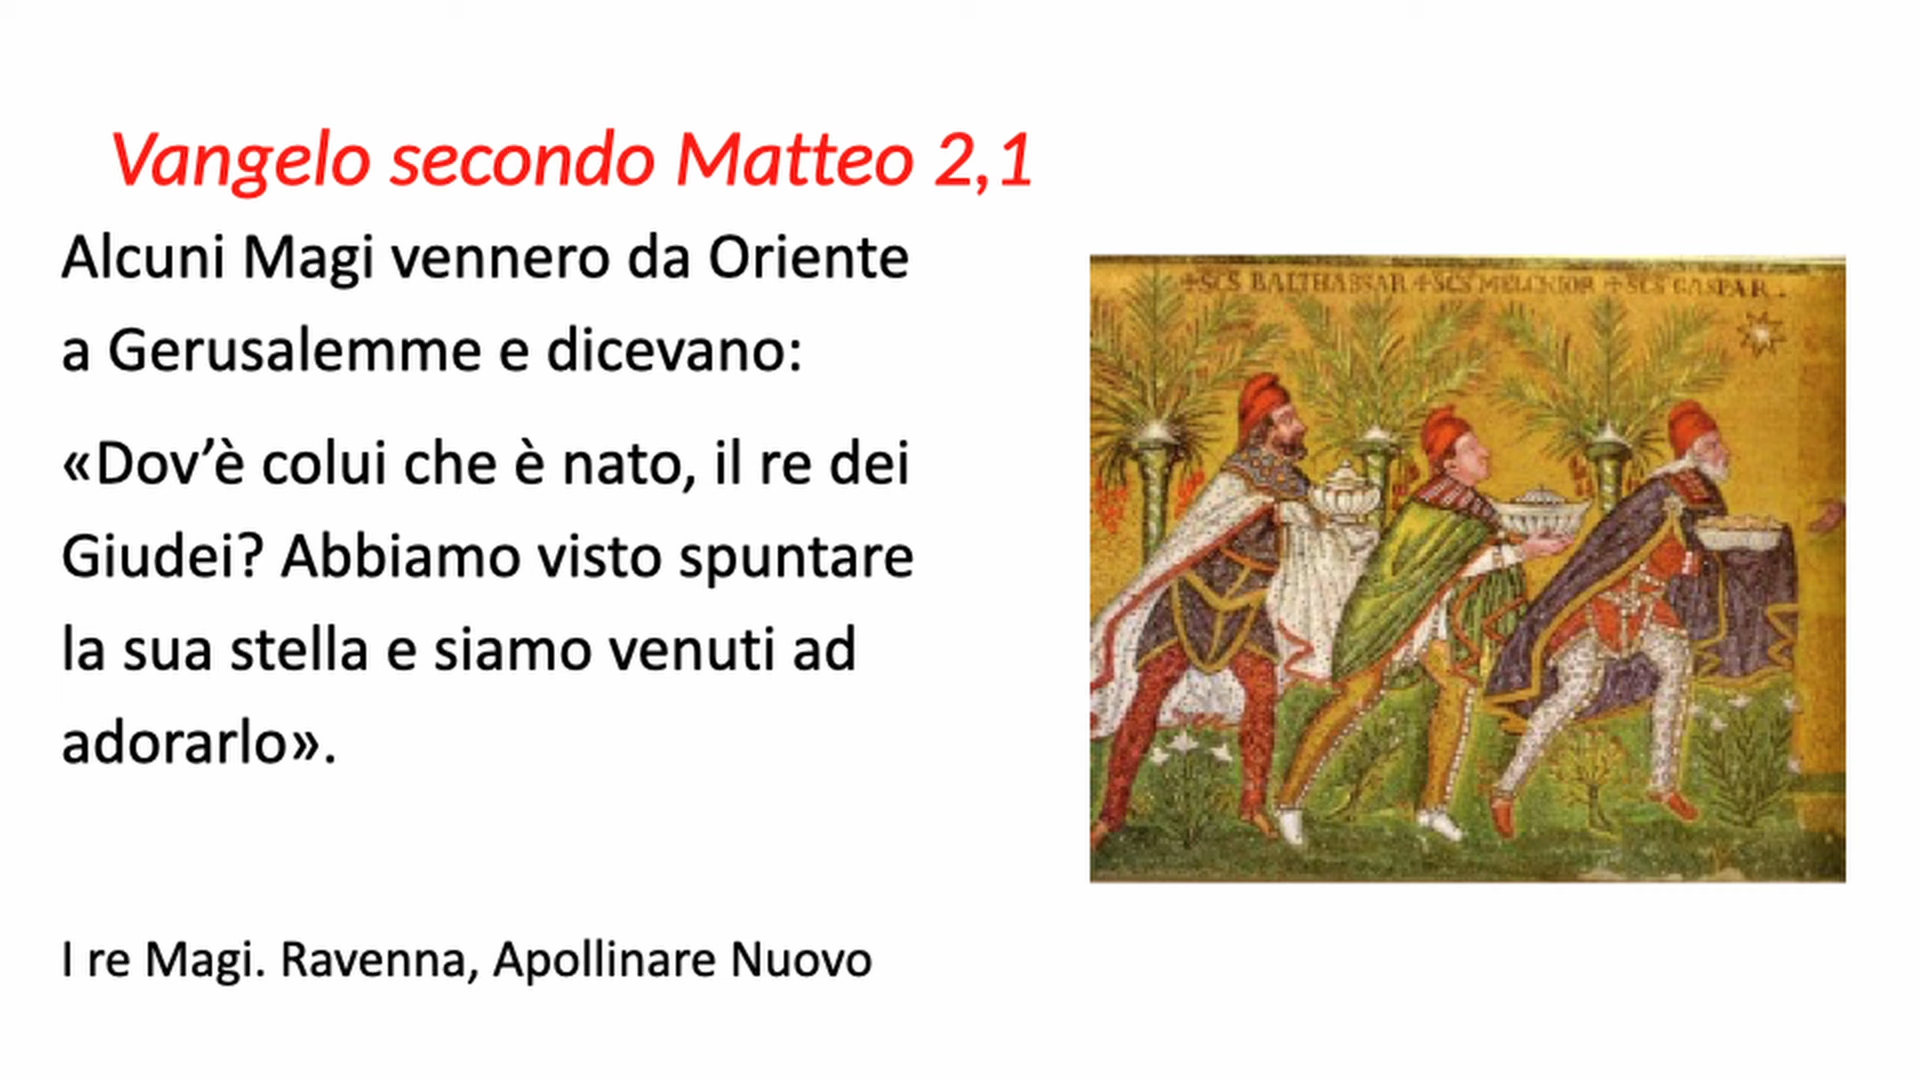 Vangelo secondo Matteo 2,1
Alcuni Magi vennero da Oriente
a Gerusalemme e dicevano:
«Dov’è colui che è nato, il re dei
Giudei? Abbiamo visto spuntare
la sua stella e siamo venuti ad
adorarlo».
+SCS BALTHASSAR +SCS MELCHIOR +SCS GASPAR.
I re Magi. Ravenna, Apollinare Nuovo